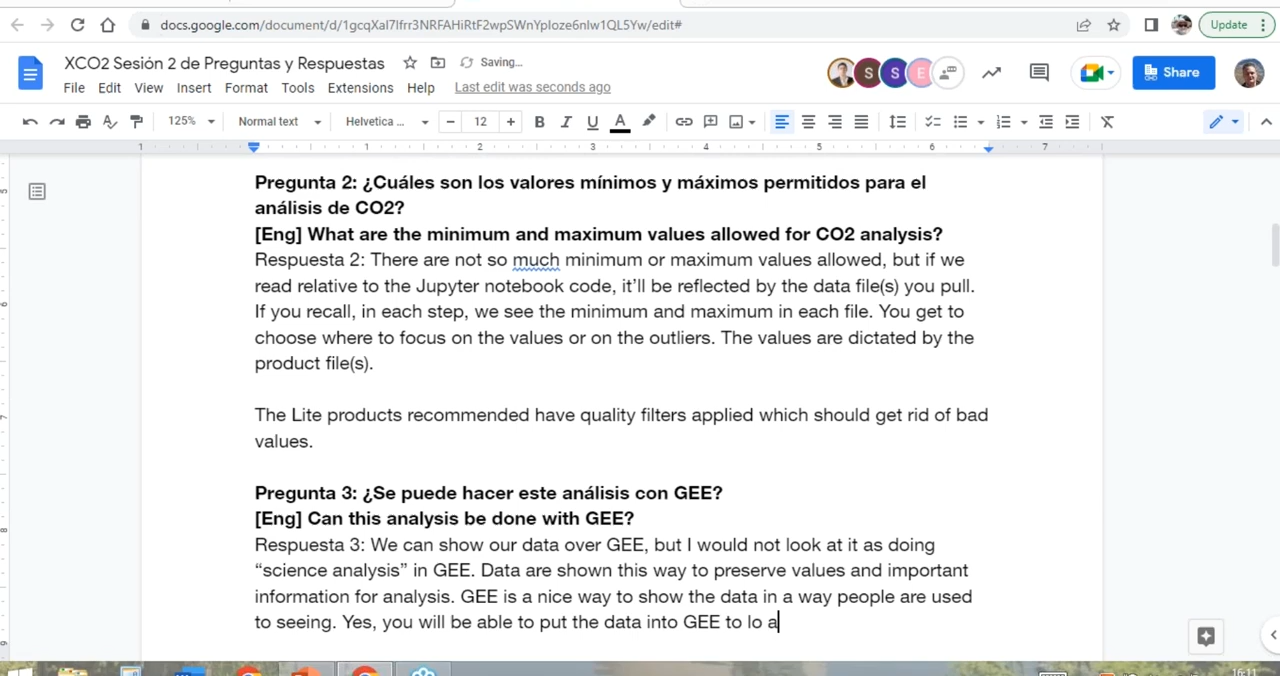 docs.google.com/document/d/1gcqXaI7Ifrr3NRFAHiRtF2wpSWnYpIoze6nIw1QL5Yw/edit#
Update
XCO2 Sesión 2 de Preguntas y Respuestas
Saving...
S
S
E
Share
File Edit View Insert Format Tools Extensions Help Last edit was seconds ago
125% Normal text Helvetica ... - 12 + B I U A
1 1 2 3 4 5 6 7
Pregunta 2: ¿Cuáles son los valores mínimos y máximos permitidos para el
análisis de CO2?
[Eng] What are the minimum and maximum values allowed for CO2 analysis?
Respuesta 2: There are not so much minimum or maximum values allowed, but if we
read relative to the Jupyter notebook code, it’ll be reflected by the data file(s) you pull.
If you recall, in each step, we see the minimum and maximum in each file. You get to
choose where to focus on the values or on the outliers. The values are dictated by the
product file(s).
The Lite products recommended have quality filters applied which should get rid of bad
values.
Pregunta 3: ¿Se puede hacer este análisis con GEE?
[Eng] Can this analysis be done with GEE?
Respuesta 3: We can show our data over GEE, but I would not look at it as doing
“science analysis” in GEE. Data are shown this way to preserve values and important
information for analysis. GEE is a nice way to show the data in a way people are used
to seeing. Yes, you will be able to put the data into GEE to lo a
16:11